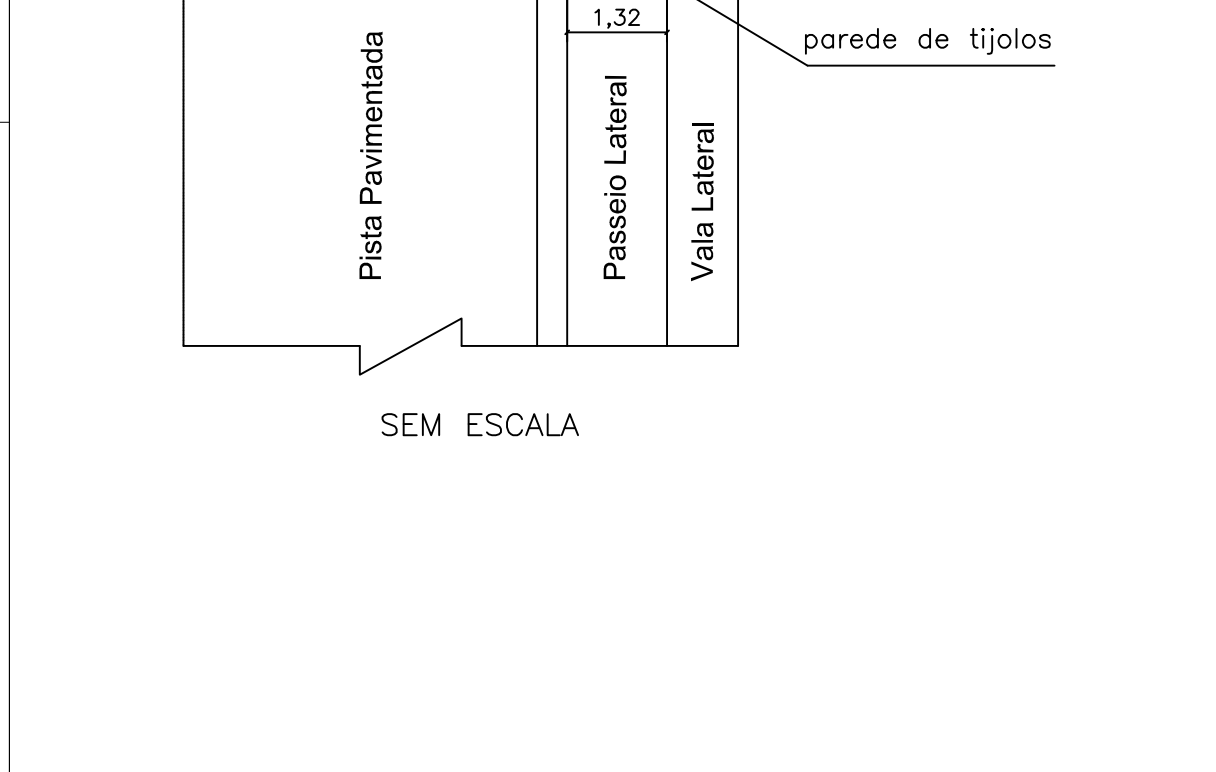 1,32
parede de tijolos
Pista Pavimentada
Passeio Lateral
Vala Lateral
SEM ESCALA